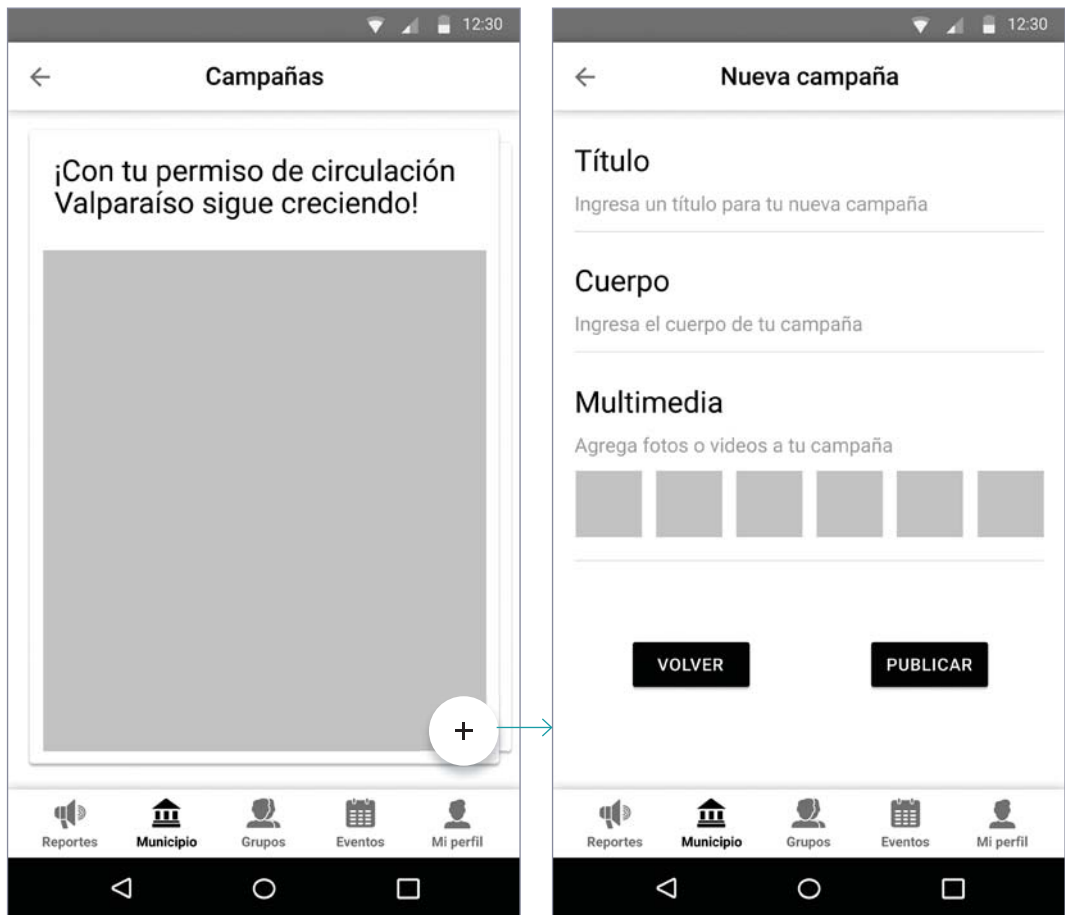 12:30
Campañas
¡Con tu permiso de circulación
Valparaíso sigue creciendo!
+
Reportes
Municipio
Grupos
Eventos
Mi perfil
12:30
Nueva campaña
Título
Ingresa un título para tu nueva campaña
Cuerpo
Ingresa el cuerpo de tu campaña
Multimedia
Agrega fotos o videos a tu campaña
VOLVER
PUBLICAR
Reportes
Municipio
Grupos
Eventos
Mi perfil